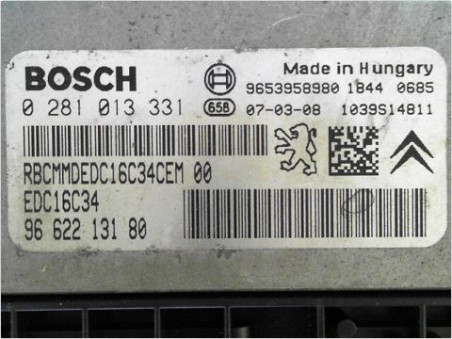 BOSCH
Made in Hungary
9653958980 1844 0685
0 281 013 331 658 07-03-08 1039S14811
RBCMMDEDC16C34CEM 00
EDC16C34
96 622 131 80